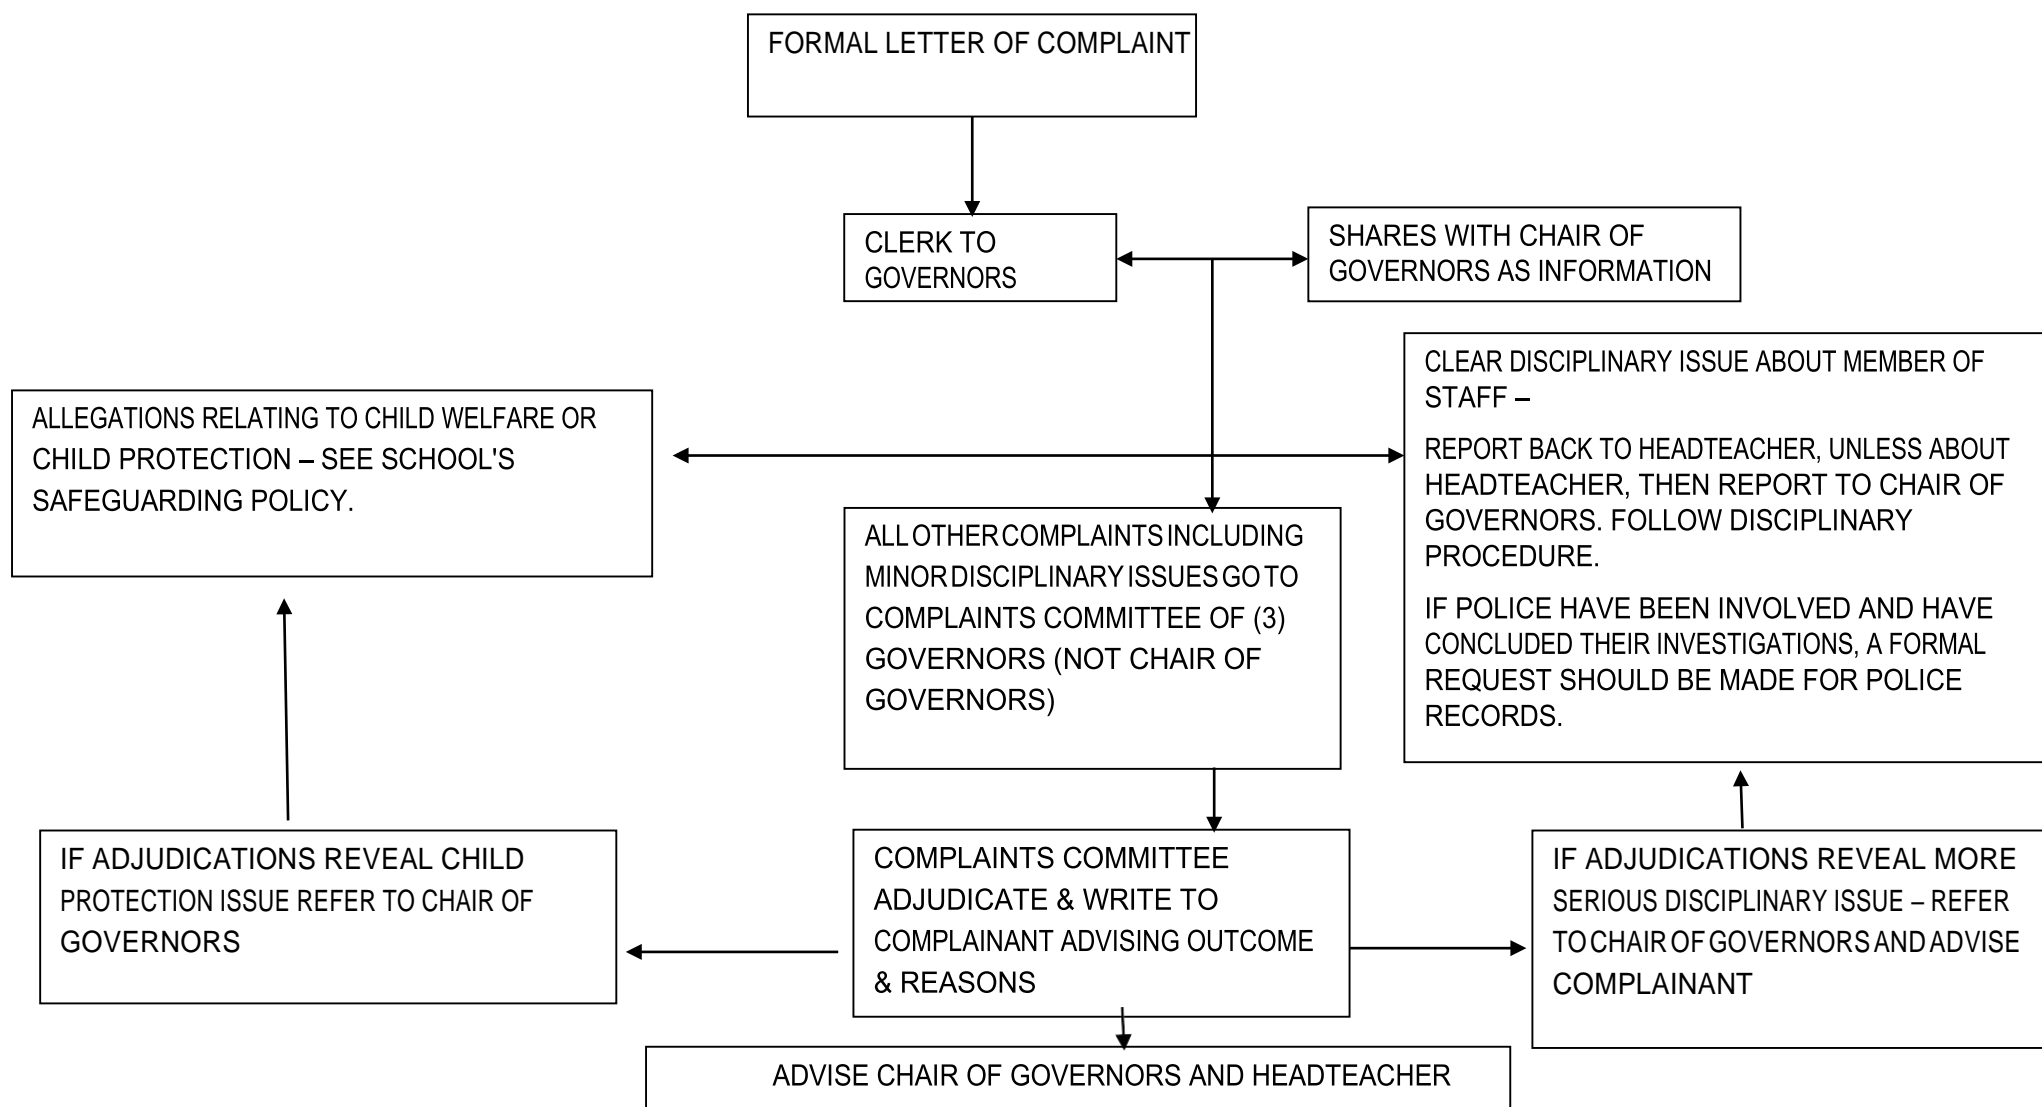 FORMAL LETTER OF COMPLAINT
CLERK TO
GOVERNORS
SHARES WITH CHAIR OF
GOVERNORS AS INFORMATION
ALLEGATIONS RELATING TO CHILD WELFARE OR
CHILD PROTECTION – SEE SCHOOL'S
SAFEGUARDING POLICY.
CLEAR DISCIPLINARY ISSUE ABOUT MEMBER OF
STAFF –
REPORT BACK TO HEADTEACHER, UNLESS ABOUT
HEADTEACHER, THEN REPORT TO CHAIR OF
GOVERNORS. FOLLOW DISCIPLINARY
PROCEDURE.
IF POLICE HAVE BEEN INVOLVED AND HAVE
CONCLUDED THEIR INVESTIGATIONS, A FORMAL
REQUEST SHOULD BE MADE FOR POLICE
RECORDS.
ALL OTHER COMPLAINTS INCLUDING
MINOR DISCIPLINARY ISSUES GO TO
COMPLAINTS COMMITTEE OF (3)
GOVERNORS (NOT CHAIR OF
GOVERNORS)
IF ADJUDICATIONS REVEAL CHILD
PROTECTION ISSUE REFER TO CHAIR OF
GOVERNORS
COMPLAINTS COMMITTEE
ADJUDICATE & WRITE TO
COMPLAINANT ADVISING OUTCOME
& REASONS
IF ADJUDICATIONS REVEAL MORE
SERIOUS DISCIPLINARY ISSUE – REFER
TO CHAIR OF GOVERNORS AND ADVISE
COMPLAINANT
ADVISE CHAIR OF GOVERNORS AND HEADTEACHER